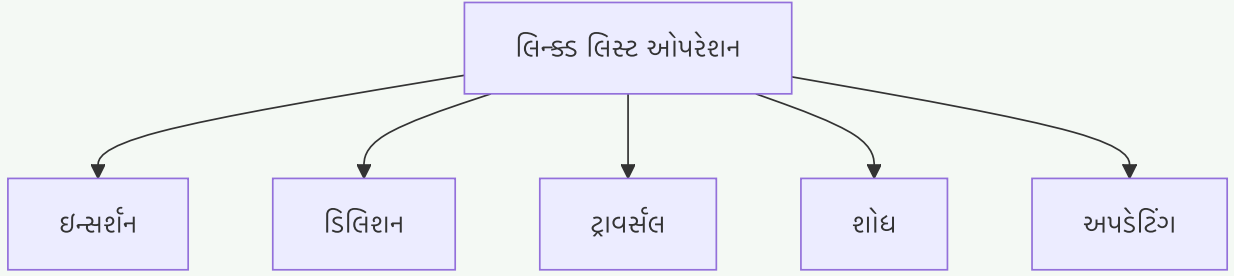 લિન્ક્ડ લિસ્ટ ઓપરેશન
ઇન્સર્શન
ડિલિશન
ટ્રાવર્સલ
શોધ
અપડેટિંગ